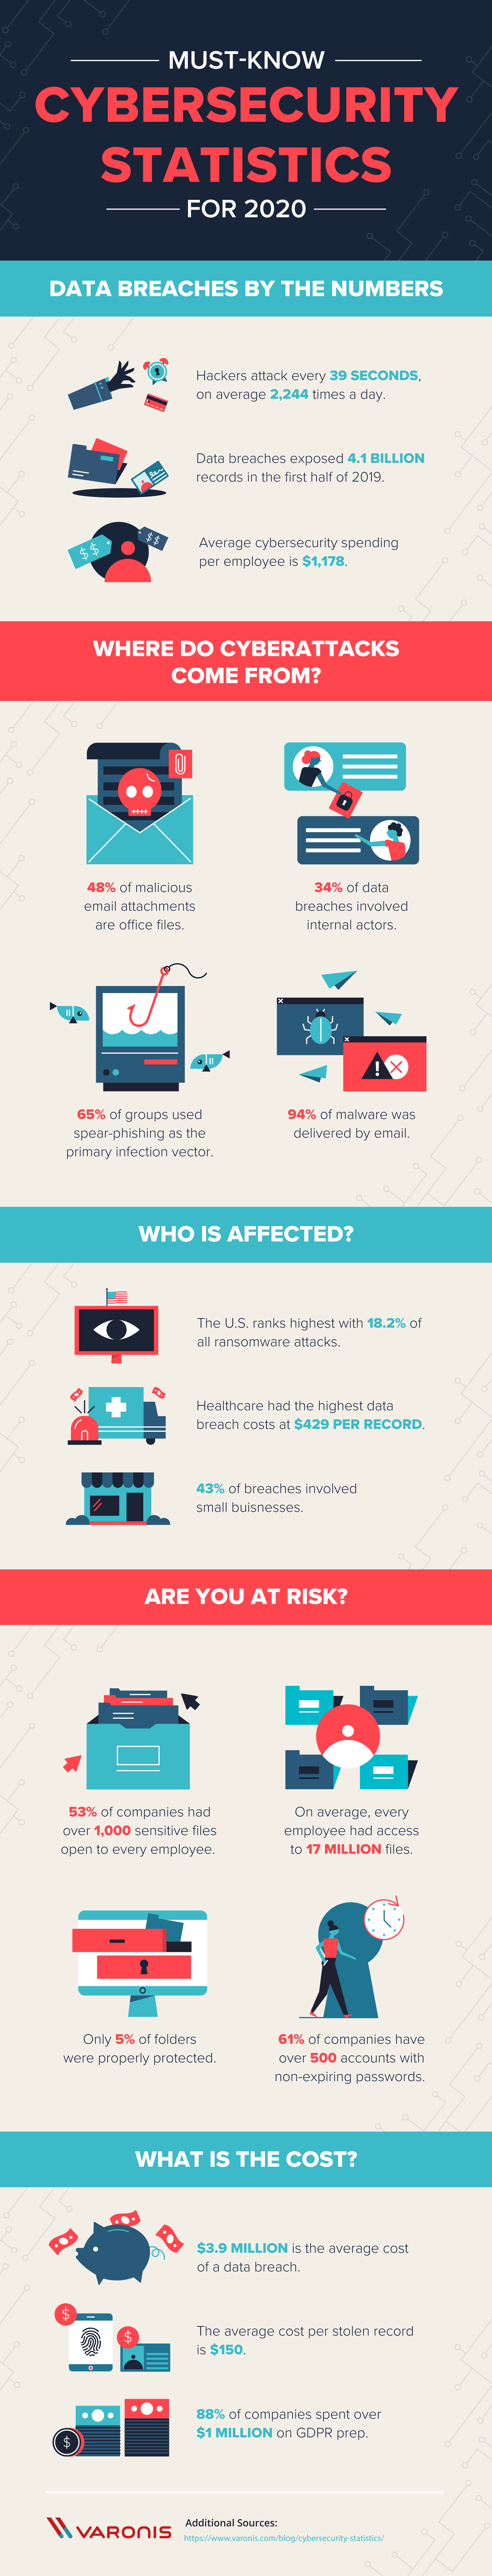 MUST-KNOW
CYBERSECURITY
STATISTICS
FOR 2020
DATA BREACHES BY THE NUMBERS
Hackers attack every 39 SECONDS,
on average 2,244 times a day.
Data breaches exposed 4.1 BILLION
records in the first half of 2019.
$$
$$
Average cybersecurity spending
per employee is $1,178.
WHERE DO CYBERATTACKS
COME FROM?
48% of malicious
email attachments
are office files.
34% of data
breaches involved
internal actors.
65% of groups used
spear-phishing as the
primary infection vector.
94% of malware was
delivered by email.
WHO IS AFFECTED?
The U.S. ranks highest with 18.2% of
all ransomware attacks.
Healthcare had the highest data
breach costs at $429 PER RECORD.
43% of breaches involved
small buisnesses.
ARE YOU AT RISK?
53% of companies had
over 1,000 sensitive files
open to every employee.
On average, every
employee had access
to 17 MILLION files.
Only 5% of folders
were properly protected.
61% of companies have
over 500 accounts with
non-expiring passwords.
WHAT IS THE COST?
$3.9 MILLION is the average cost
of a data breach.
$
$
The average cost per stolen record
is $150.
$
88% of companies spent over
$1 MILLION on GDPR prep.
VARONIS
Additional Sources:
https://www.varonis.com/blog/cybersecurity-statistics/